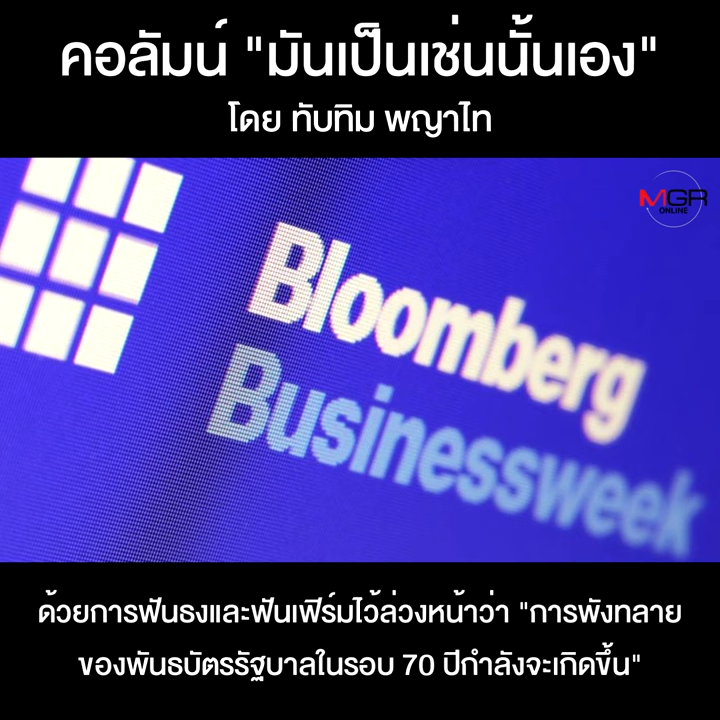 คอลัมน์ "มันเป็นเช่นนั้นเอง"
โดย ทับทิม พญาไท
MGR
ONLINE
Bloomberg
Businessweek
ด้วยการฟันธงและฟันเฟิร์มไว้ล่วงหน้าว่า "การพังทลาย
ของพันธบัตรรัฐบาลในรอบ 70 ปีกำลังจะเกิดขึ้น"